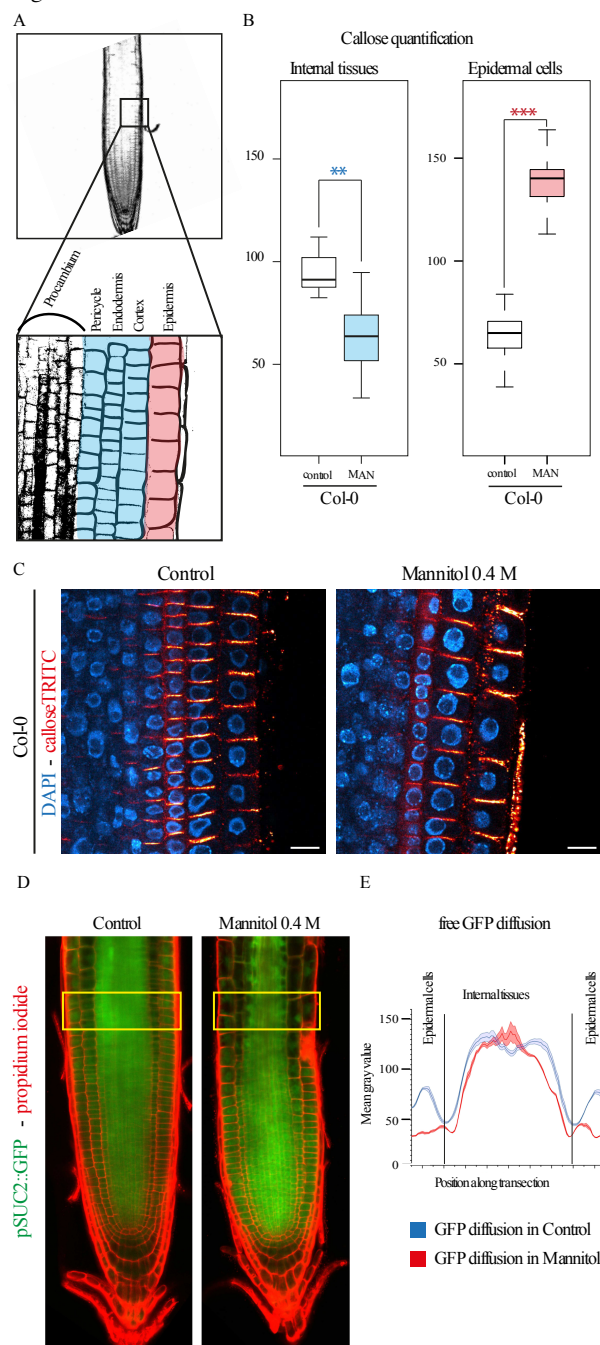 A
Procambium
Pericycle
Endodermis
Cortex
Epidermis
B
Callose quantification
Internal tissues
Epidermal cells
150
100
50
**
control
MAN
Col-0
150
100
50
***
control
MAN
Col-0
C
Control
Mannitol 0.4 M
Col-0
DAPI - calloseTRITC
D
Control
Mannitol 0.4 M
pSUC2::GFP - propidium iodide
E
free GFP diffusion
Epidermal cells
Internal tissues
Epidermal cells
Mean gray value
150
100
50
0
Position along transection
GFP diffusion in Control
GFP diffusion in Mannitol